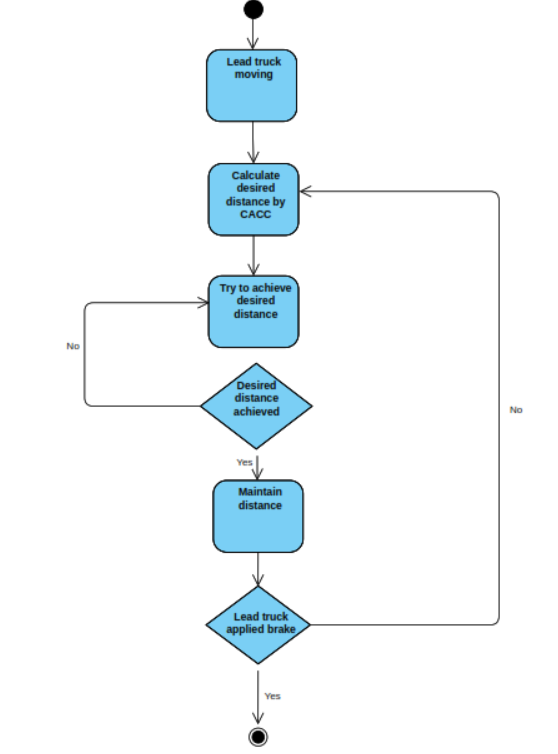 Lead truck
moving
Calculate
desired
distance by
CACC
Try to achieve
desired
distance
No
Desired
distance
achieved
No
Yes
Maintain
distance
Lead truck
applied brake
Yes